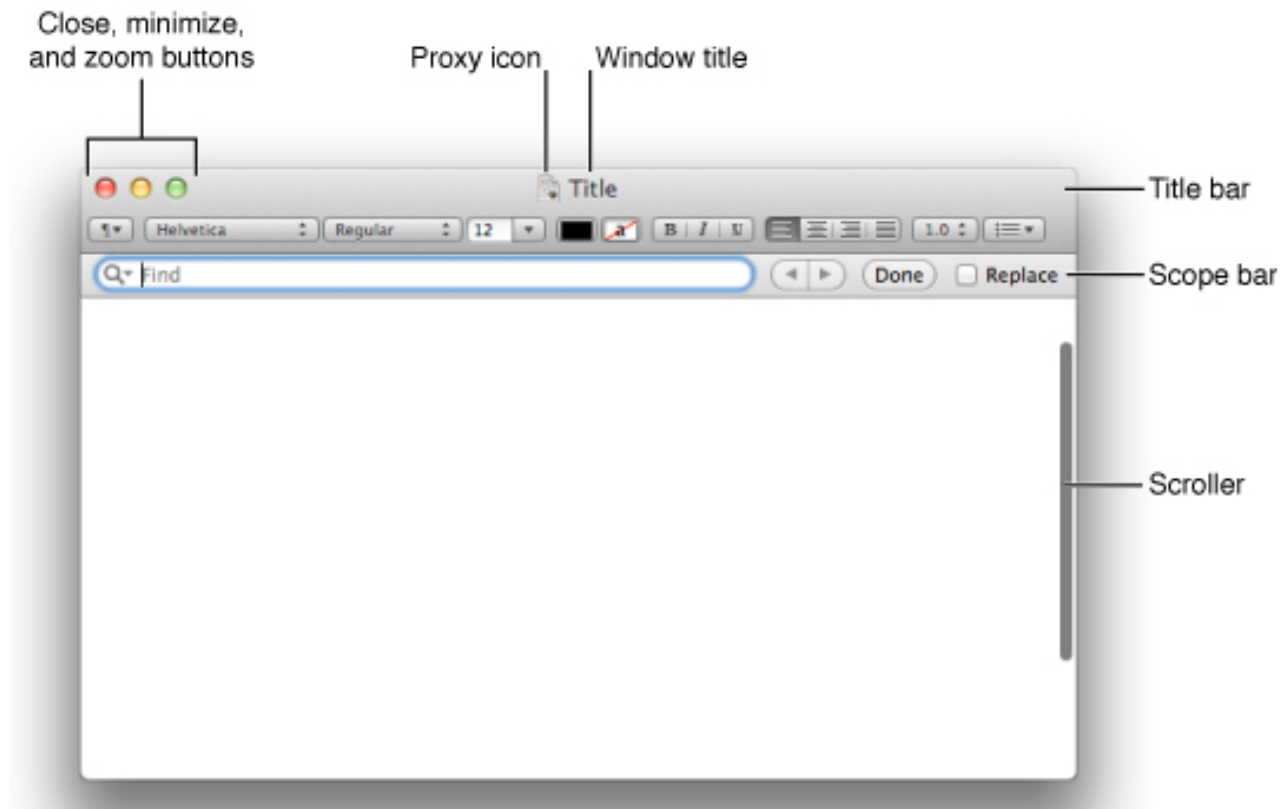 Close, minimize,
and zoom buttons
Proxy icon
Window title
Title
Title bar
¶
Helvetica
Regular
12
a
B I U
1.0
Find
Done
Replace
Scope bar
Scroller